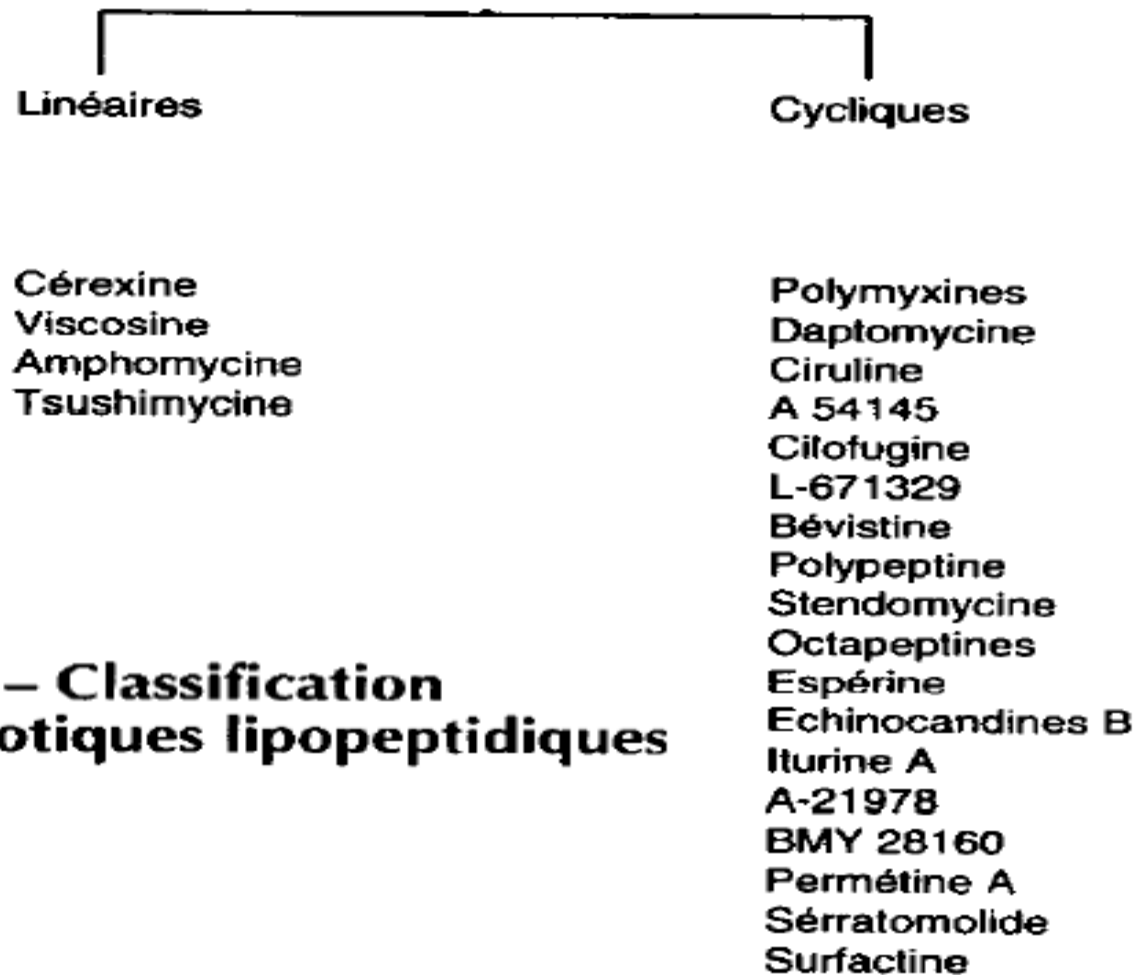 Linéaires
Cycliques
Cérexine
Viscosine
Amphomycine
Tsushimycine
Polymyxines
Daptomycine
Ciruline
A 54145
Cilofugine
L-671329
Bévistine
Polypeptine
Stendomycine
Octapeptines
Espérine
Echinocandines B
Iturine A
A-21978
BMY 28160
Permétine A
Sérratomolide
Surfactine
– Classification
otiques lipopeptidiques